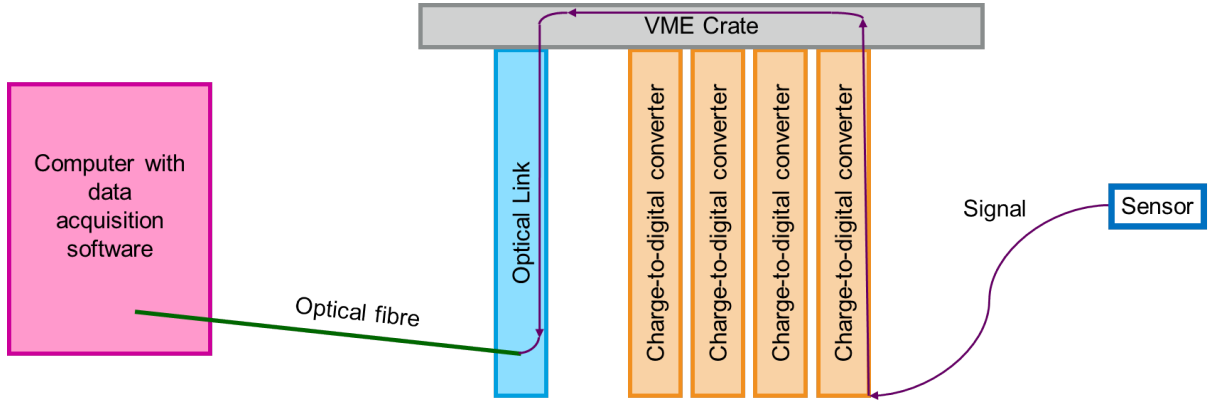 VME Crate
Computer with
data
acquisition
software
Optical fibre
Optical Link
Charge-to-digital converter
Charge-to-digital converter
Charge-to-digital converter
Charge-to-digital converter
Signal
Sensor